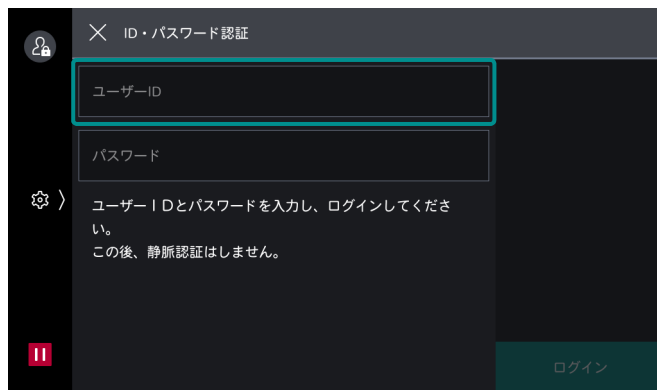 ID・パスワード認証
ユーザーID
パスワード
ユーザーIDとパスワードを入力し、ログインしてくださ
い。
この後、静脈認証はしません。
ログイン